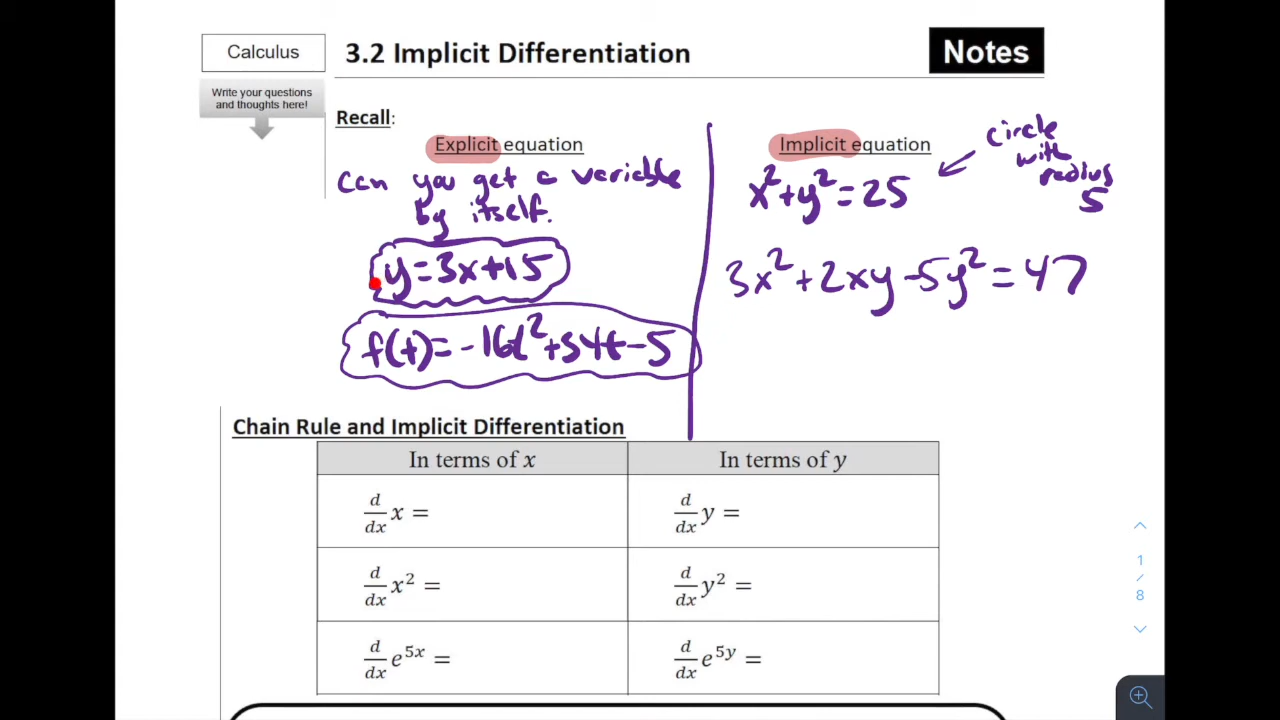 Calculus
3.2 Implicit Differentiation
Notes
Write your questions
and thoughts here!
Recall:
Explicit equation
can you get a variable
by itself.
y=3x+15
f(t)=-16t²+54t-5
Implicit equation
x²+y²=25
circle
with
radius
5
3x²+2xy-5y²=47
Chain Rule and Implicit Differentiation
In terms of x
In terms of y
d/dx x =
d/dx y =
d/dx x² =
d/dx y² =
d/dx e⁵ˣ =
d/dx e⁵ʸ =
1
/
8